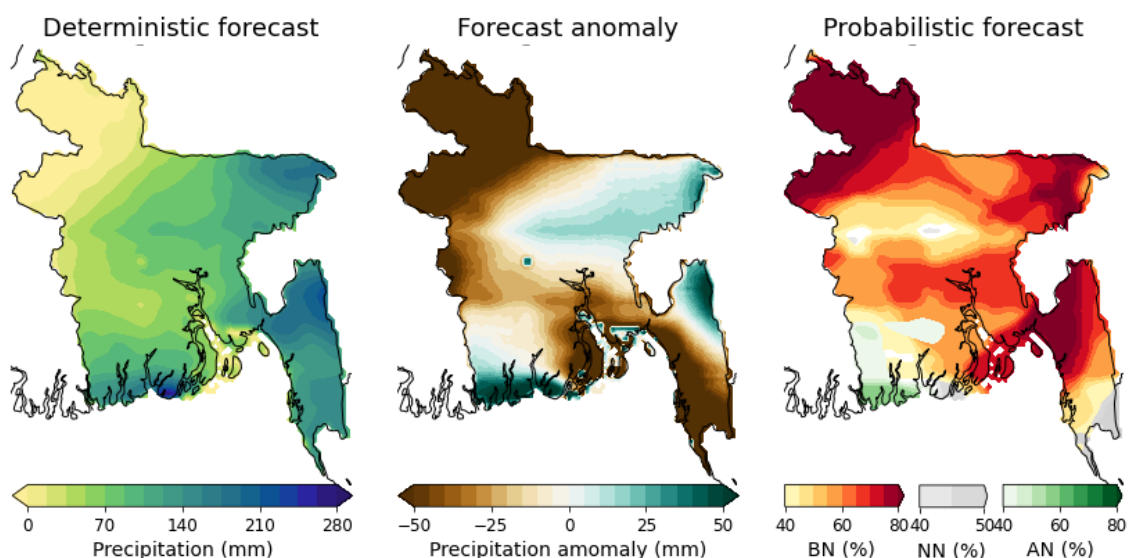 Deterministic forecast
Forecast anomaly
Probabilistic forecast
0 70 140 210 280
Precipitation (mm)
−50 −25 0 25 50
Precipitation anomaly (mm)
40 60 80
BN (%)
40 50
NN (%)
40 60 80
AN (%)